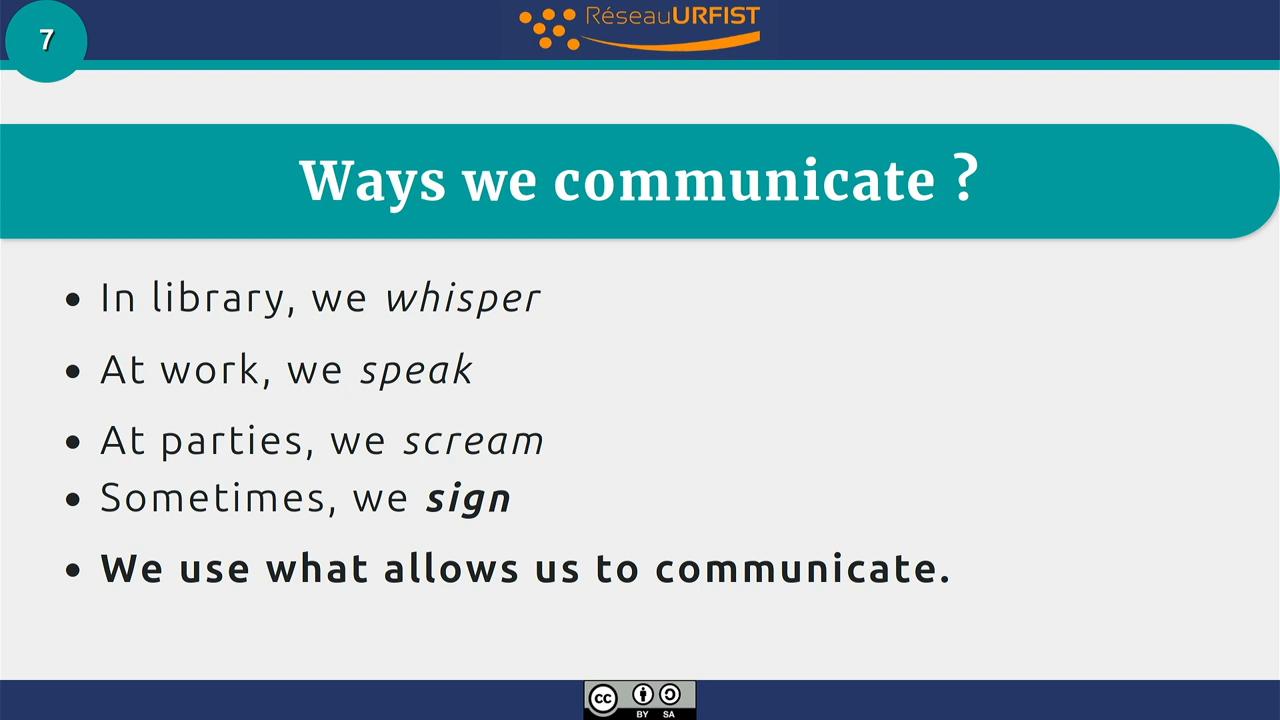 7
RéseauURFIST
Ways we communicate ?
• In library, we whisper
• At work, we speak
• At parties, we scream
• Sometimes, we sign
• We use what allows us to communicate.
cc
BY SA